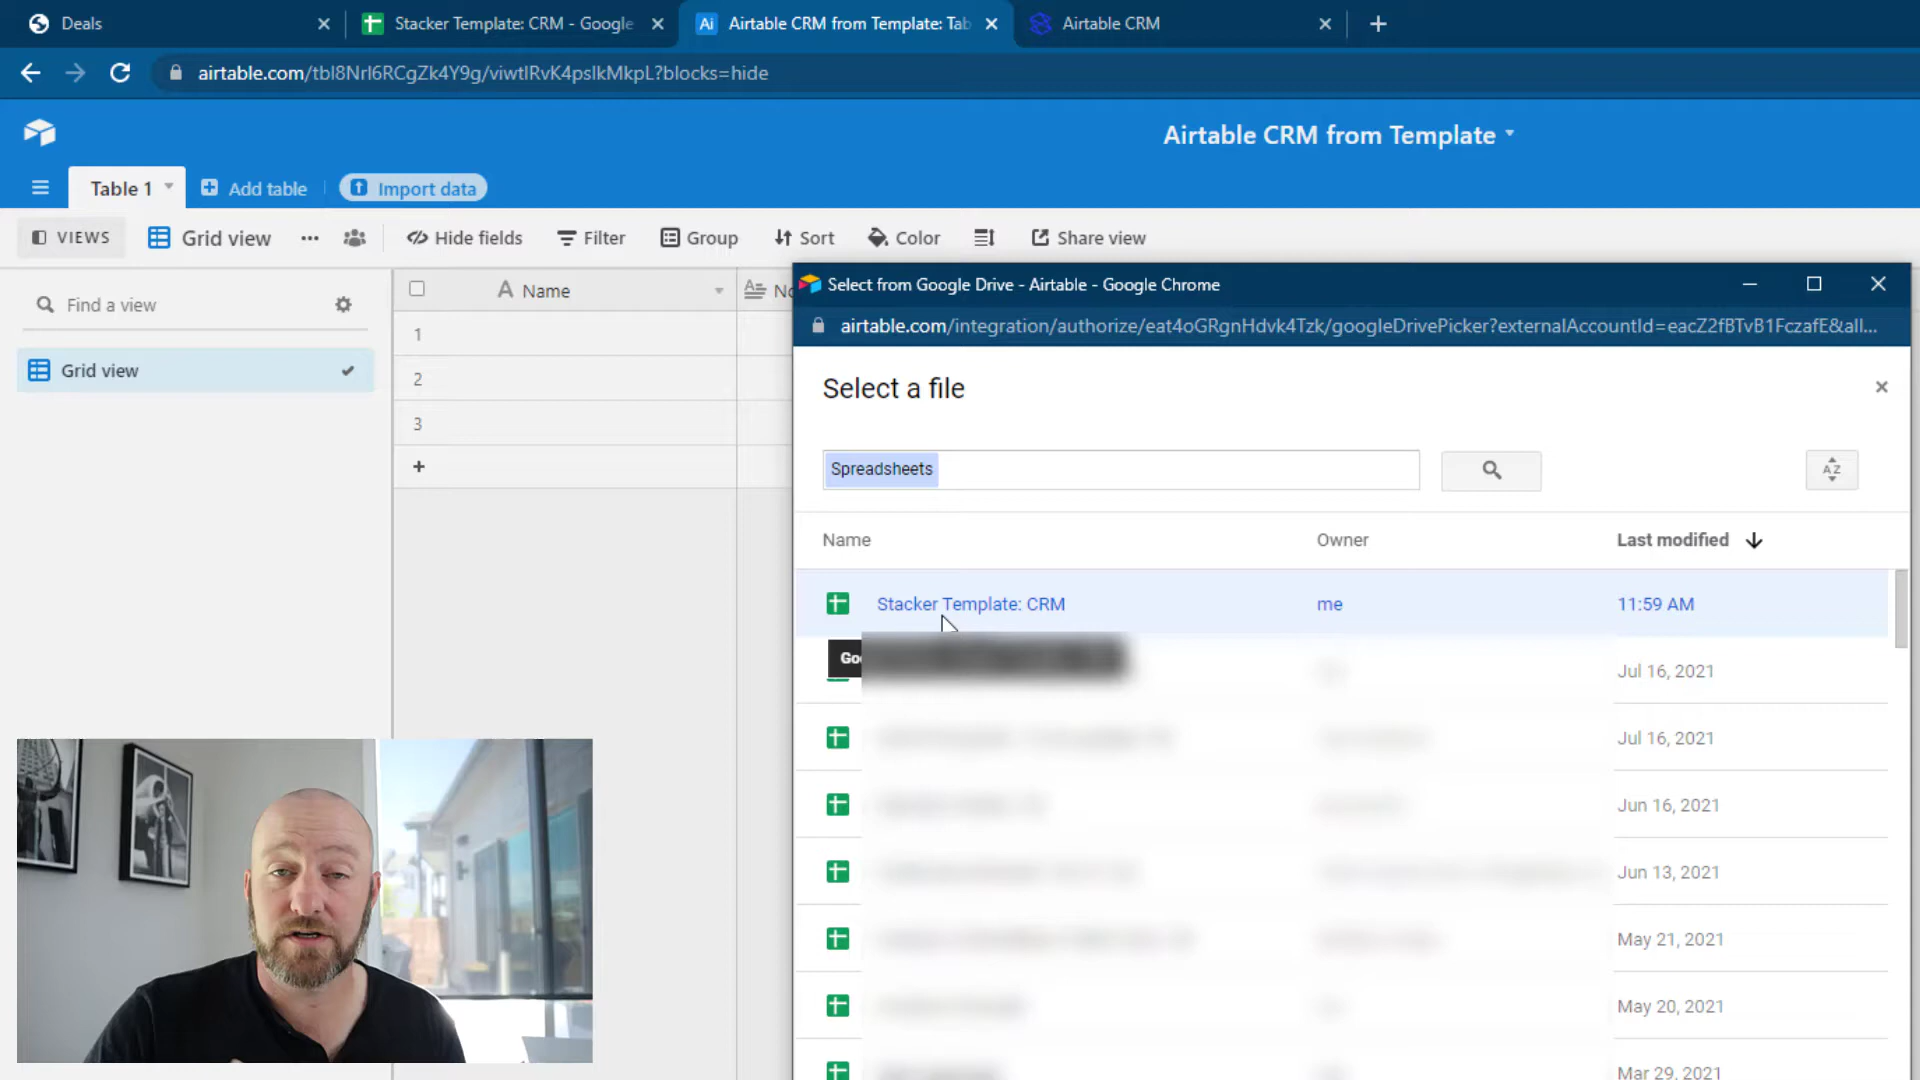 Deals
Stacker Template: CRM - Google
Airtable CRM from Template: Tab
Airtable CRM
airtable.com/tbl8Nrl6RCgZk4Y9g/viwtlRvK4pslkMkpL?blocks=hide
Airtable CRM from Template
Table 1
Add table
Import data
VIEWS
Grid view
Hide fields
Filter
Group
Sort
Color
Share view
Find a view
Grid view
Name
1
2
3
Select from Google Drive - Airtable - Google Chrome
airtable.com/integration/authorize/eat4oGRgnHdvk4Tzk/googleDrivePicker?externalAccountId=eacZ2fBTvB1FczafE&all...
Select a file
Spreadsheets
AZ
Name Owner Last modified
Stacker Template: CRM me 11:59 AM
Jul 16, 2021
Jul 16, 2021
Jun 16, 2021
Jun 13, 2021
May 21, 2021
May 20, 2021
Mar 29, 2021